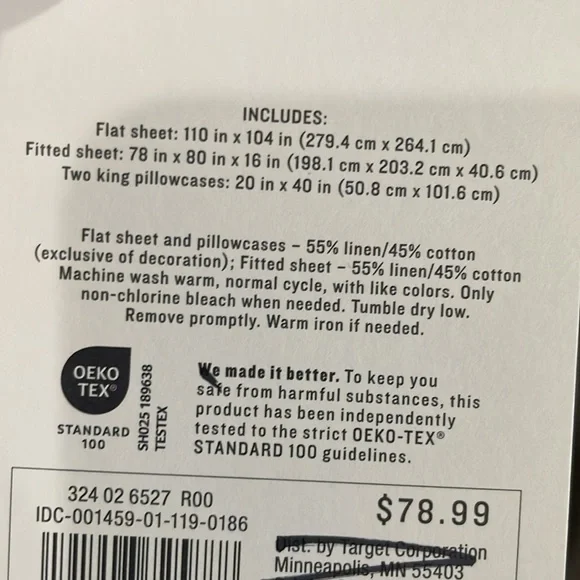 INCLUDES:
Flat sheet: 110 in x 104 in (279.4 cm x 264.1 cm)
Fitted sheet: 78 in x 80 in x 16 in (198.1 cm x 203.2 cm x 40.6 cm)
Two king pillowcases: 20 in x 40 in (50.8 cm x 101.6 cm)
Flat sheet and pillowcases – 55% linen/45% cotton
(exclusive of decoration); Fitted sheet – 55% linen/45% cotton
Machine wash warm, normal cycle, with like colors. Only
non-chlorine bleach when needed. Tumble dry low.
Remove promptly. Warm iron if needed.
OEKO
TEX®
STANDARD
100
SH025 189638
TESTEX
We made it better. To keep you
safe from harmful substances, this
product has been independently
tested to the strict OEKO-TEX®
STANDARD 100 guidelines.
324 02 6527 R00
IDC-001459-01-119-0186
$78.99
Dist. by Target Corporation
Minneapolis, MN 55403